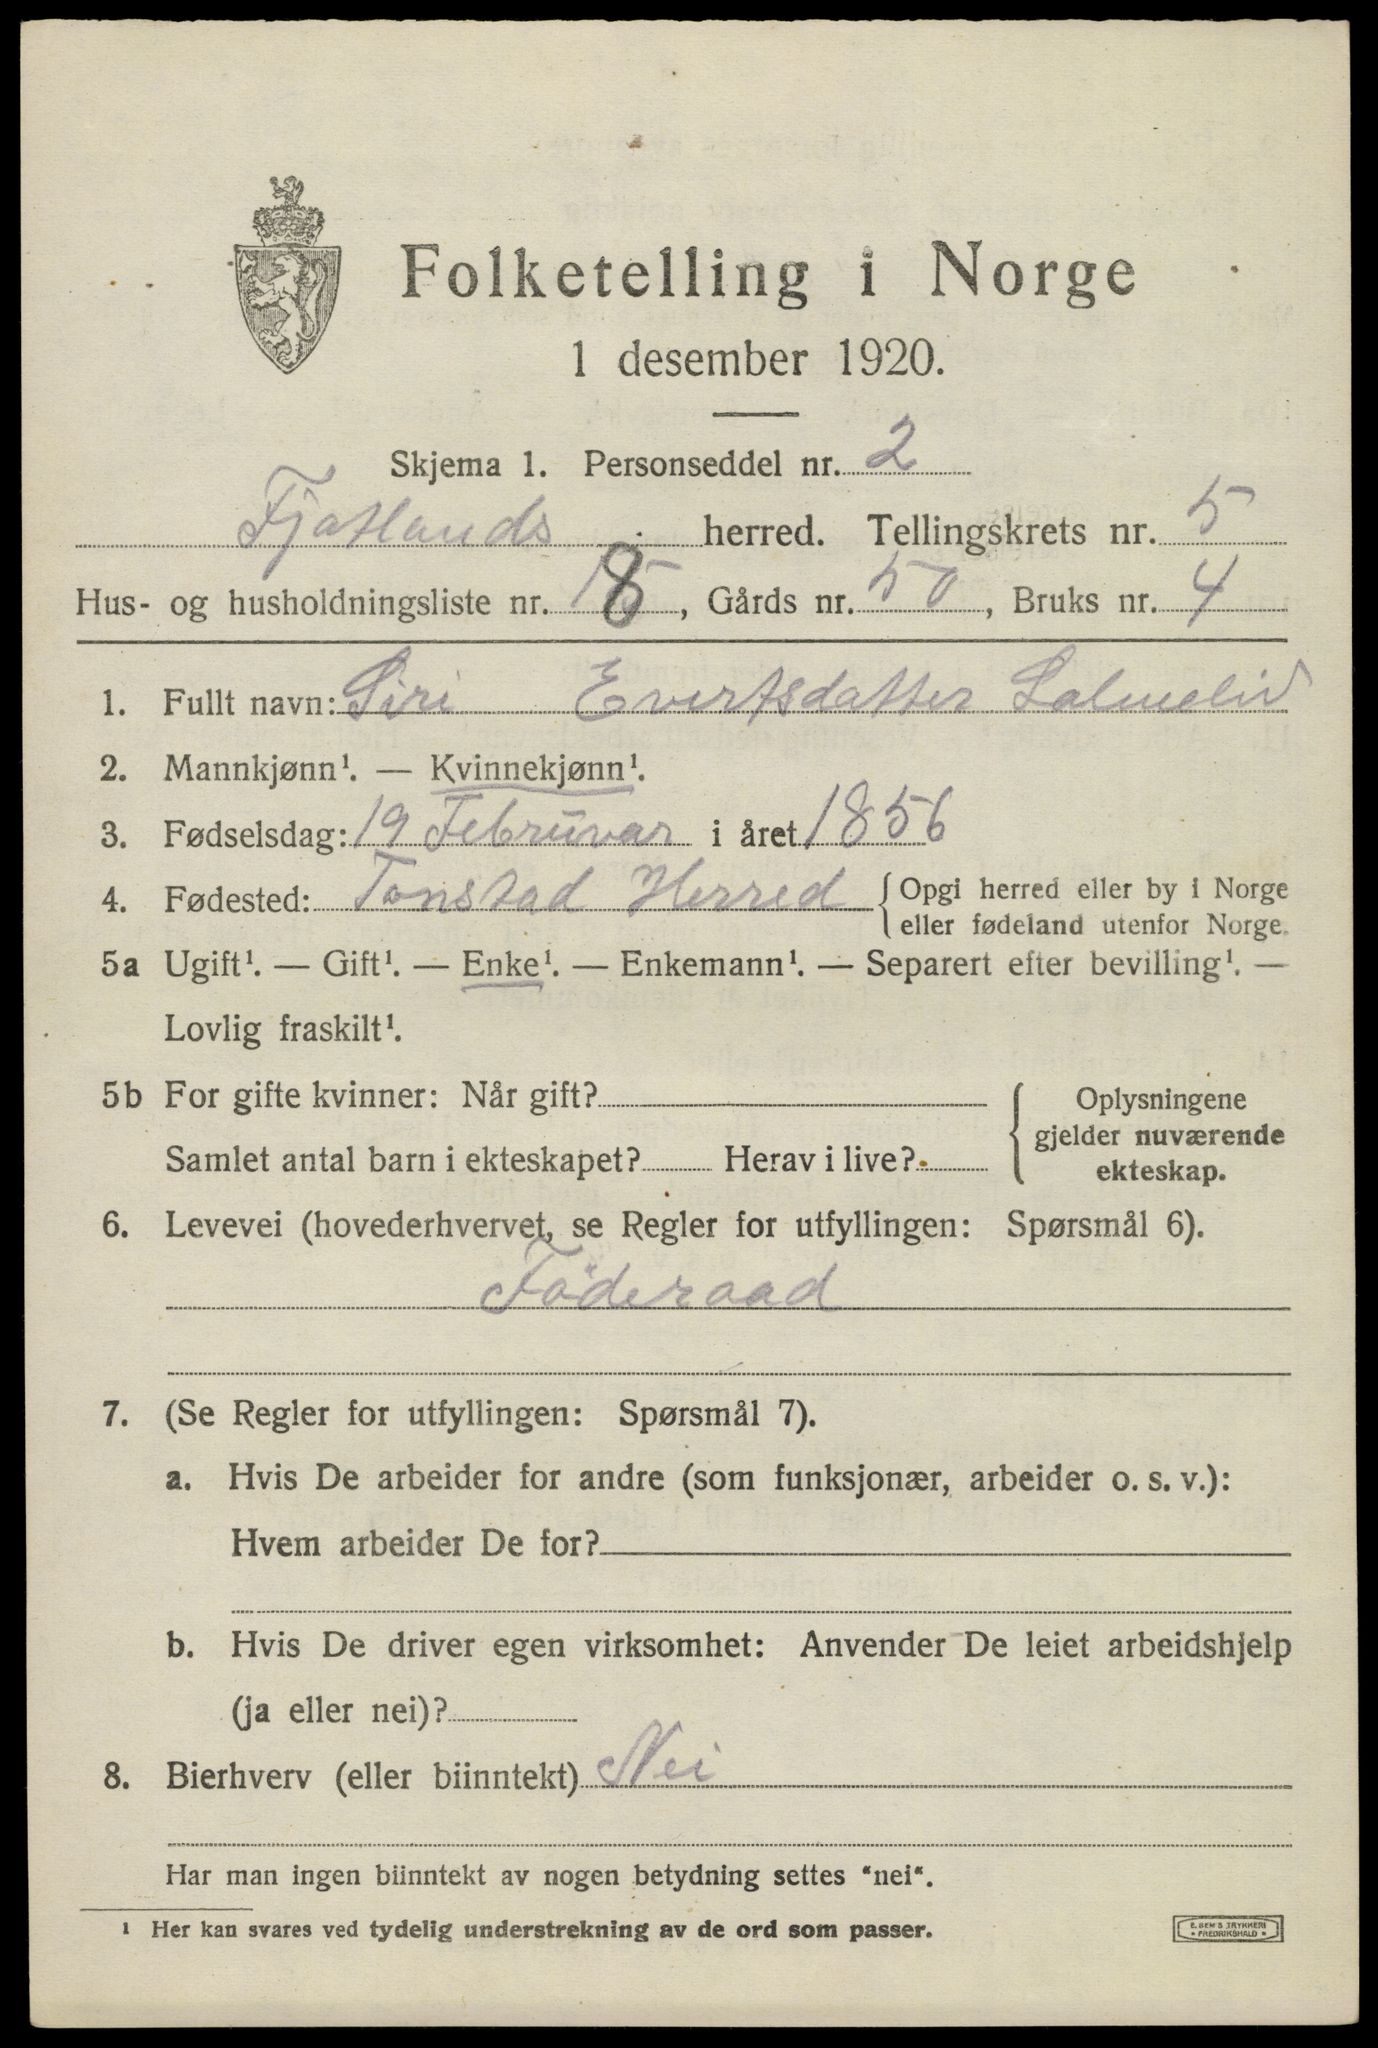 Folketelling i Norge
1 desember 1920.
Skjema 1. Personseddel nr. 2
Fjotlands herred. Tellingskrets nr. 5
Hus- og husholdningsliste nr. 8, Gårds nr. 50, Bruks nr. 4
1. Fullt navn: Siri Evertsdatter Salmelid
2. Mannkjønn¹. — Kvinnekjønn¹.
3. Fødselsdag: 19 Februvar i året 1856
4. Fødested: Tonstad Herred { Opgi herred eller by i Norge
eller fødeland utenfor Norge.
5a Ugift¹. — Gift¹. — Enke¹. — Enkemann¹. — Separert efter bevilling¹. —
Lovlig fraskilt¹.
5b For gifte kvinner: Når gift?
Samlet antal barn i ekteskapet? Herav i live?
Oplysningene
gjelder nuværende
ekteskap.
6. Levevei (hovederhvervet, se Regler for utfyllingen: Spørsmål 6).
Föderaad
7. (Se Regler for utfyllingen: Spørsmål 7).
a. Hvis De arbeider for andre (som funksjonær, arbeider o. s. v.):
Hvem arbeider De for?
b. Hvis De driver egen virksomhet: Anvender De leiet arbeidshjelp
(ja eller nei)?
8. Bierhverv (eller biinntekt) Nei
Har man ingen biinntekt av nogen betydning settes "nei".
¹ Her kan svares ved tydelig understrekning av de ord som passer.
E. SEM'S TRYKKERI
* FREDRIKSHALD *